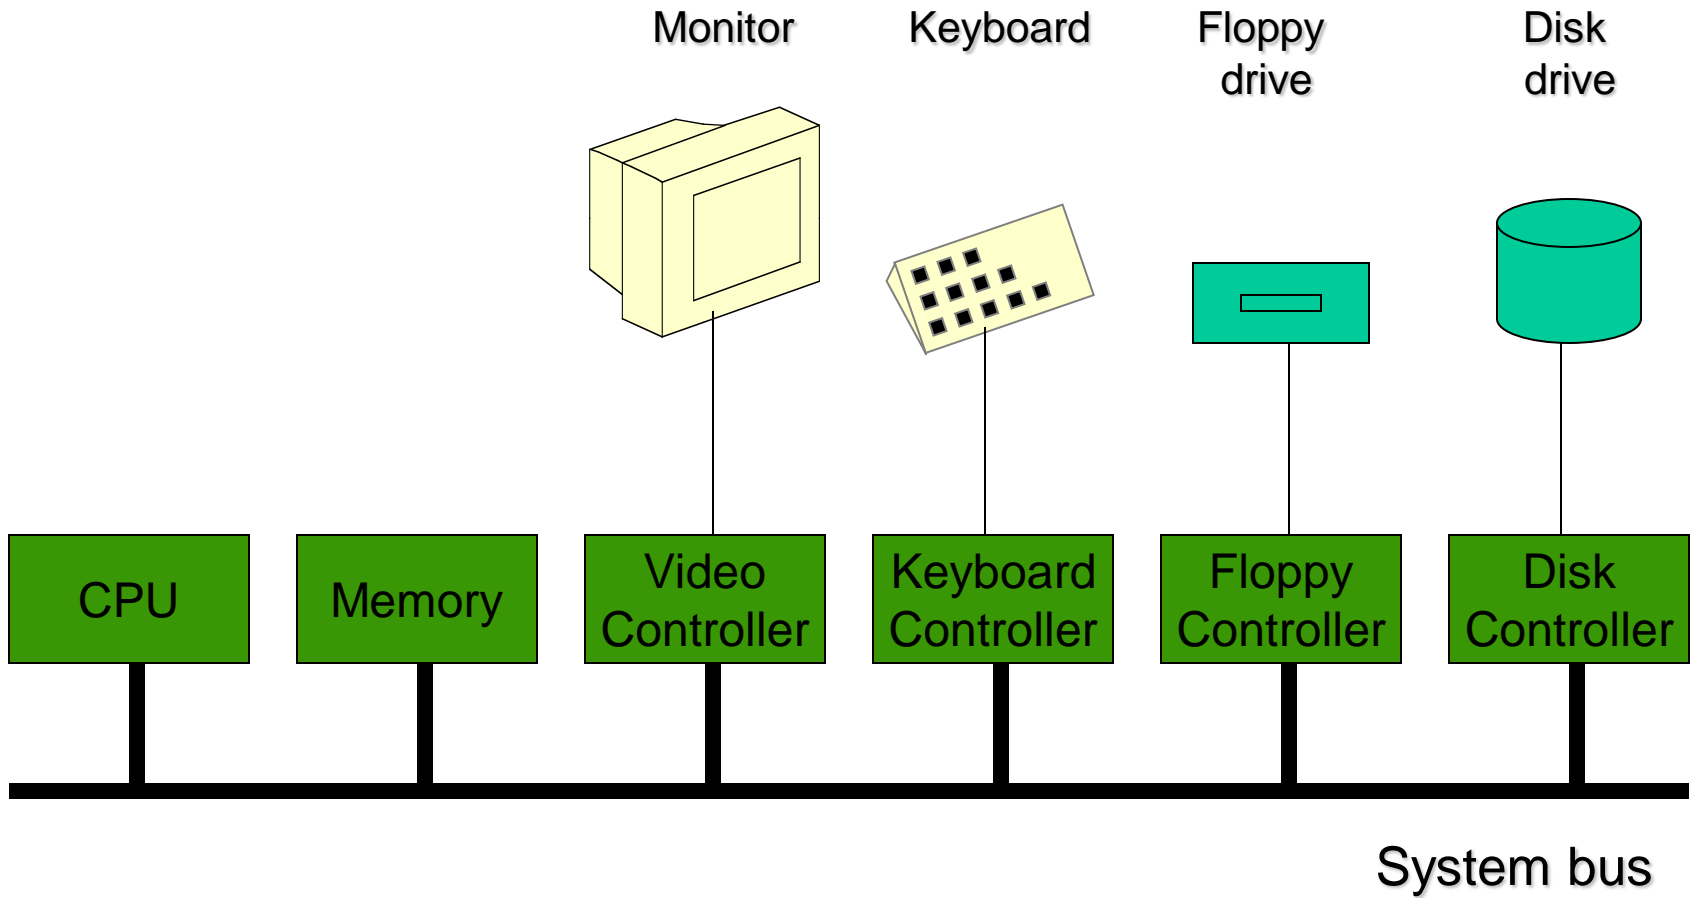 Monitor
Keyboard
Floppy
drive
Disk
drive
CPU
Memory
Video
Controller
Keyboard
Controller
Floppy
Controller
Disk
Controller
System bus